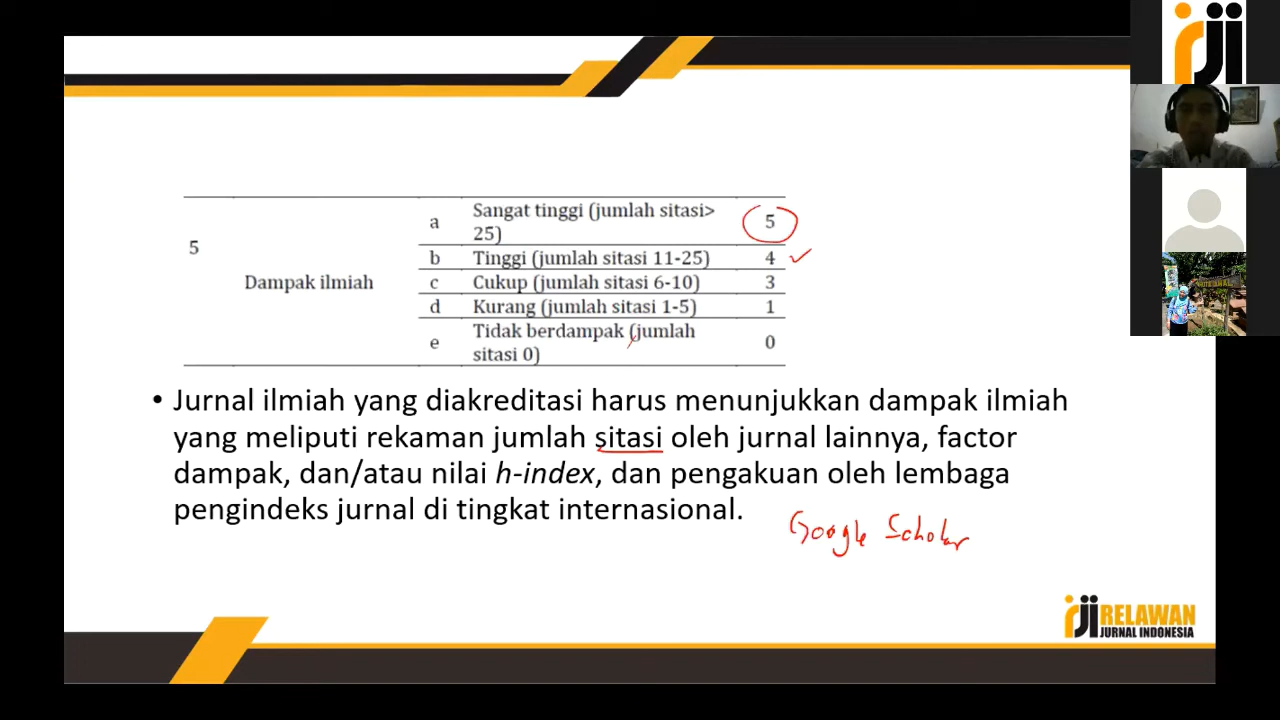 5
Dampak ilmiah
a
Sangat tinggi (jumlah sitasi>
25)
5
b
Tinggi (jumlah sitasi 11-25)
4
c
Cukup (jumlah sitasi 6-10)
3
d
Kurang (jumlah sitasi 1-5)
1
e
Tidak berdampak (jumlah
sitasi 0)
0
• Jurnal ilmiah yang diakreditasi harus menunjukkan dampak ilmiah
yang meliputi rekaman jumlah sitasi oleh jurnal lainnya, factor
dampak, dan/atau nilai h-index, dan pengakuan oleh lembaga
pengindeks jurnal di tingkat internasional.
Google Scholar
rji
rji RELAWAN
JURNAL INDONESIA